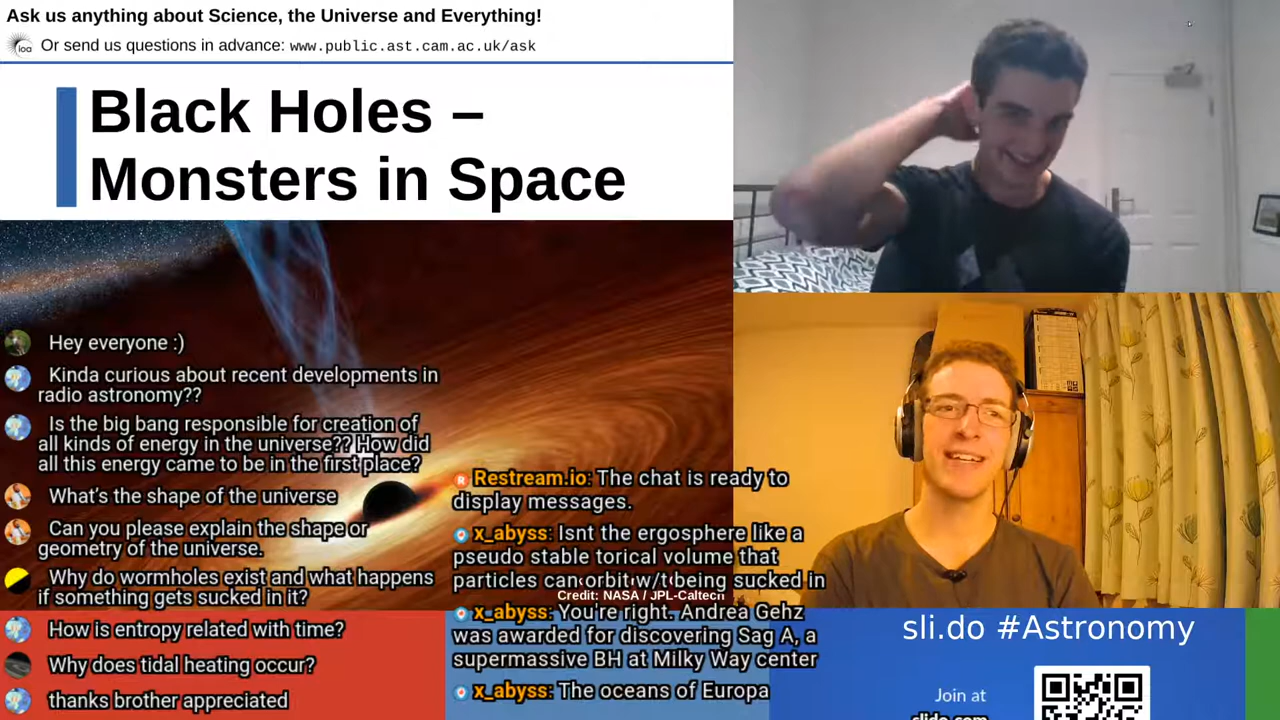 Ask us anything about Science, the Universe and Everything!
ioa
Or send us questions in advance: www.public.ast.cam.ac.uk/ask
Black Holes –
Monsters in Space
Hey everyone :)
Kinda curious about recent developments in
radio astronomy??
Is the big bang responsible for creation of
all kinds of energy in the universe?? How did
all this energy came to be in the first place?
What's the shape of the universe
Can you please explain the shape or
geometry of the universe.
Why do wormholes exist and what happens
if something gets sucked in it?
How is entropy related with time?
Why does tidal heating occur?
thanks brother appreciated
Restream.io: The chat is ready to
display messages.
x_abyss: Isnt the ergosphere like a
pseudo stable torical volume that
particles can orbit w/t being sucked in
Credit: NASA / JPL-Caltech
x_abyss: You're right. Andrea Gehz
was awarded for discovering Sag A, a
supermassive BH at Milky Way center
x_abyss: The oceans of Europa
sli.do #Astronomy
Join at
slido.com